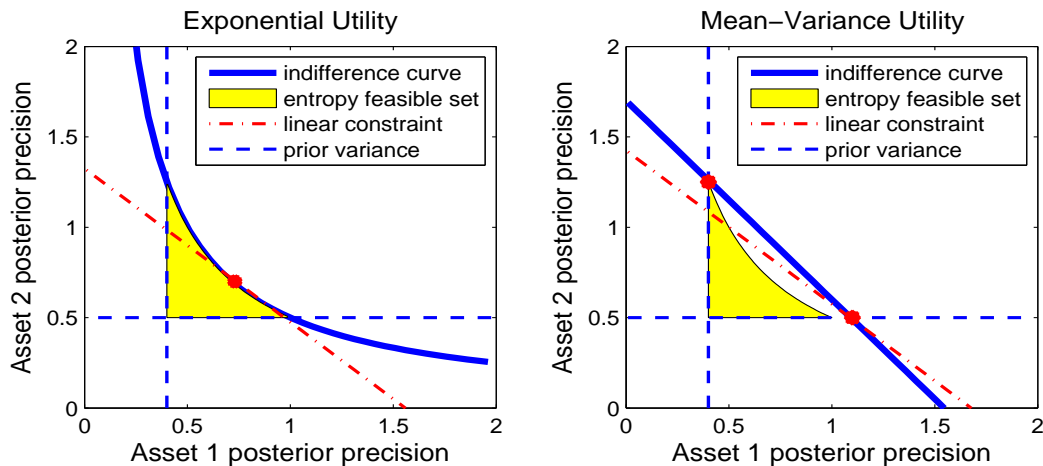 Exponential Utility
2
1.5
1
0.5
0
0
0.5
1
1.5
2
Asset 2 posterior precision
Asset 1 posterior precision
indifference curve
entropy feasible set
linear constraint
prior variance
Mean−Variance Utility
2
1.5
1
0.5
0
0
0.5
1
1.5
2
Asset 2 posterior precision
Asset 1 posterior precision
indifference curve
entropy feasible set
linear constraint
prior variance